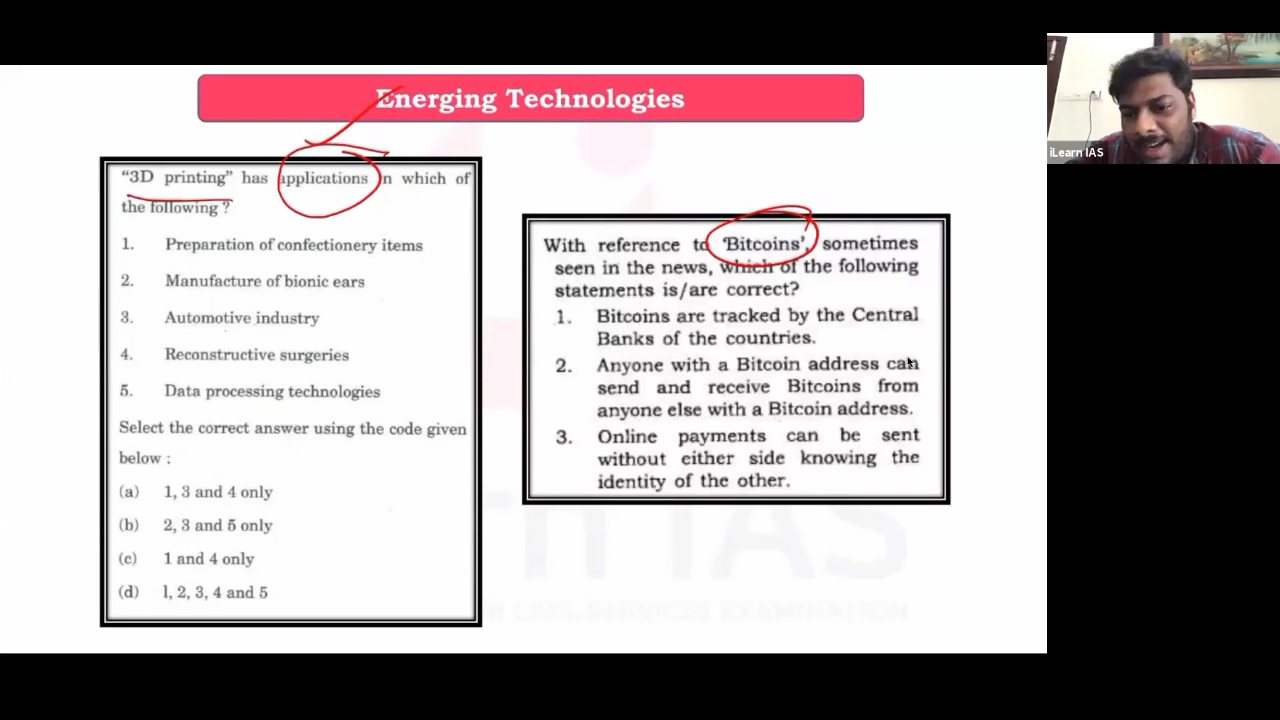 Energing Technologies
"3D printing" has applications in which of
the following ?
1. Preparation of confectionery items
2. Manufacture of bionic ears
3. Automotive industry
4. Reconstructive surgeries
5. Data processing technologies
Select the correct answer using the code given
below :
(a) 1, 3 and 4 only
(b) 2, 3 and 5 only
(c) 1 and 4 only
(d) 1, 2, 3, 4 and 5
With reference to 'Bitcoins', sometimes
seen in the news, which of the following
statements is/are correct?
1. Bitcoins are tracked by the Central
Banks of the countries.
2. Anyone with a Bitcoin address can
send and receive Bitcoins from
anyone else with a Bitcoin address.
3. Online payments can be sent
without either side knowing the
identity of the other.
IAS
CIVIL SERVICES EXAMINATION
iLearn IAS